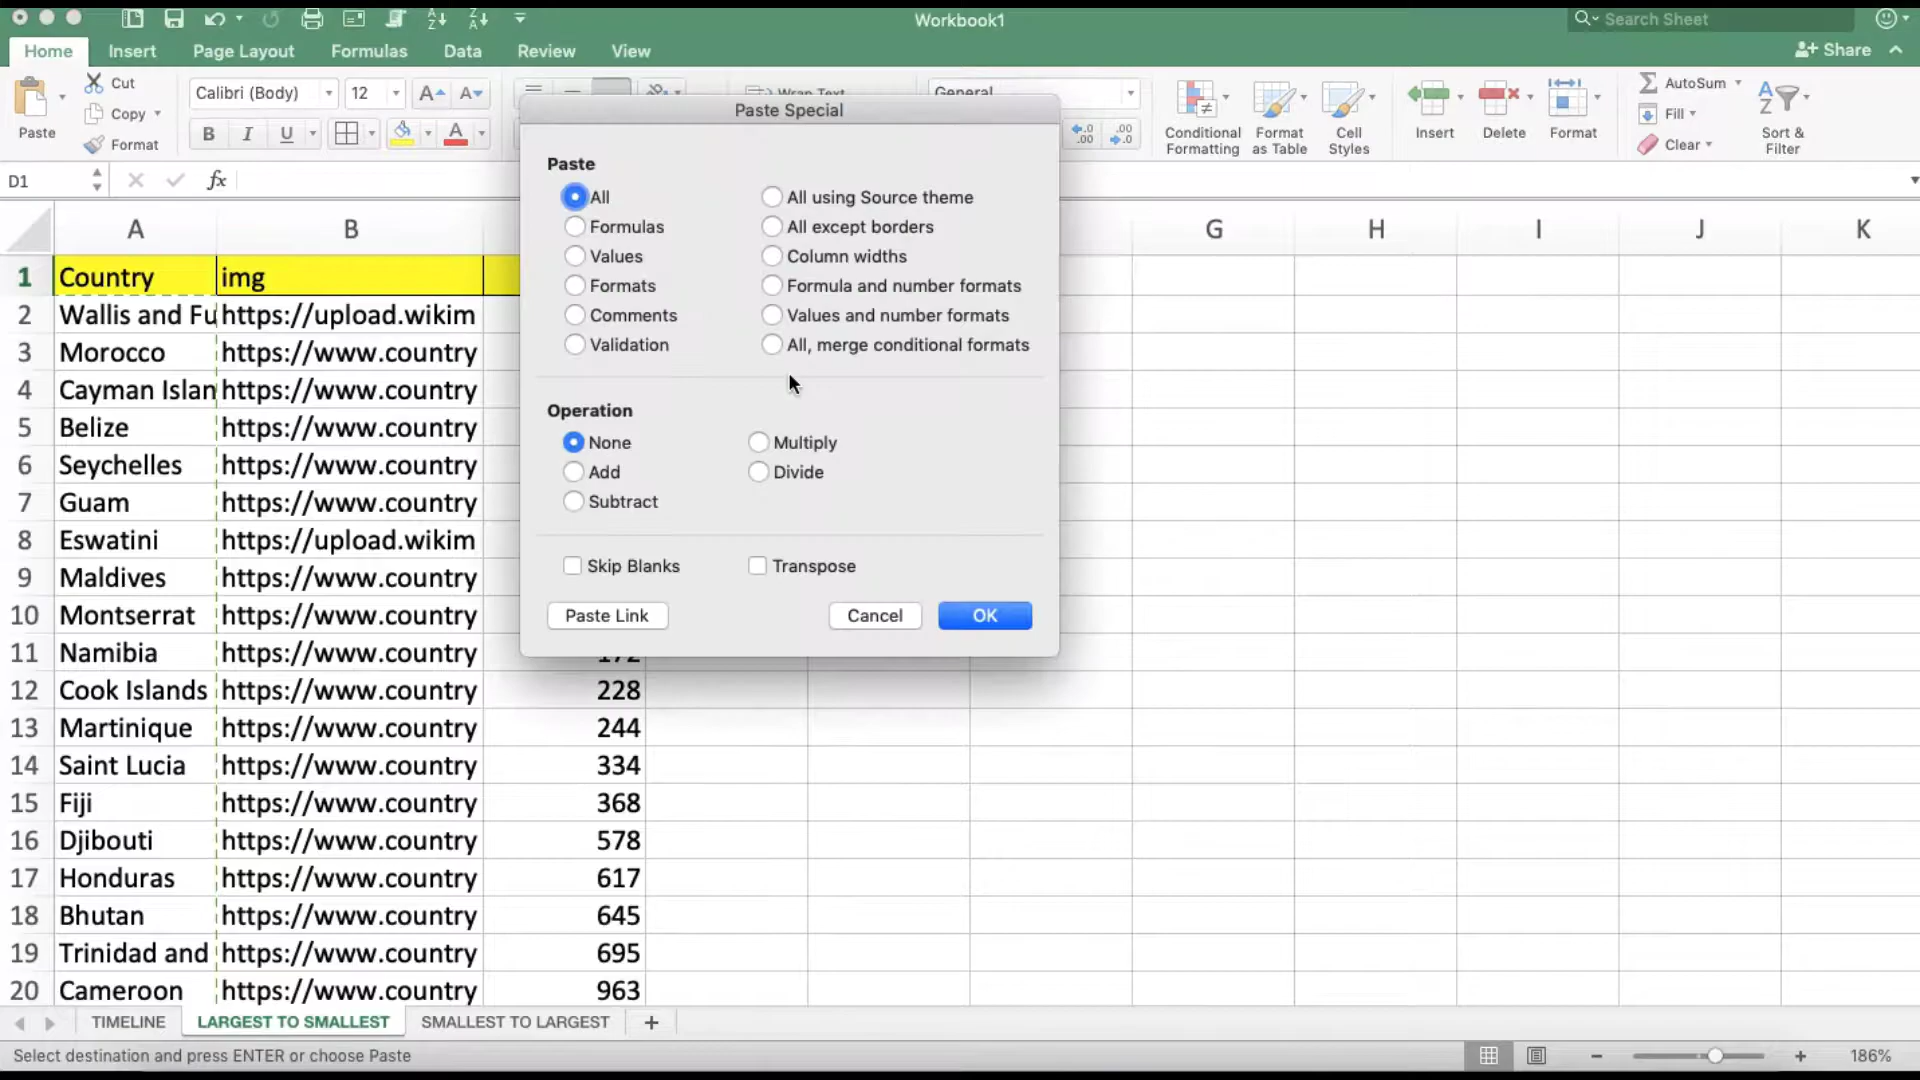 Workbook1
Search Sheet
Home Insert Page Layout Formulas Data Review View
Share
Paste
Cut
Copy
Format
Calibri (Body) 12
B I U
General
Conditional Formatting
Format as Table
Cell Styles
Insert
Delete
Format
AutoSum
Fill
Clear
Sort & Filter
D1
fx
A B G H I J K
1 Country img
2 Wallis and Fu https://upload.wikim
3 Morocco https://www.country
4 Cayman Islan https://www.country
5 Belize https://www.country
6 Seychelles https://www.country
7 Guam https://www.country
8 Eswatini https://upload.wikim
9 Maldives https://www.country
10 Montserrat https://www.country
11 Namibia https://www.country
12 Cook Islands https://www.country 228
13 Martinique https://www.country 244
14 Saint Lucia https://www.country 334
15 Fiji https://www.country 368
16 Djibouti https://www.country 578
17 Honduras https://www.country 617
18 Bhutan https://www.country 645
19 Trinidad and https://www.country 695
20 Cameroon https://www.country 963
Paste Special
Paste
All
Formulas
Values
Formats
Comments
Validation
All using Source theme
All except borders
Column widths
Formula and number formats
Values and number formats
All, merge conditional formats
Operation
None
Add
Subtract
Multiply
Divide
Skip Blanks
Transpose
Paste Link
Cancel
OK
TIMELINE LARGEST TO SMALLEST SMALLEST TO LARGEST
Select destination and press ENTER or choose Paste
186%